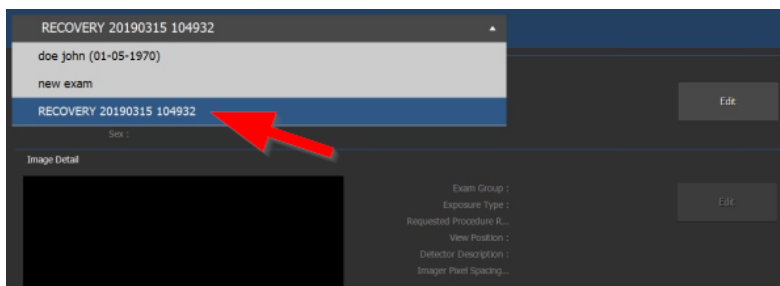 RECOVERY 20190315 104932
doe john (01-05-1970)
new exam
RECOVERY 20190315 104932
Edit
Sex :
Image Detail
Exam Group :
Edit
Exposure Type :
Requested Procedure R...
View Position :
Detector Description :
Imager Pixel Spacing...